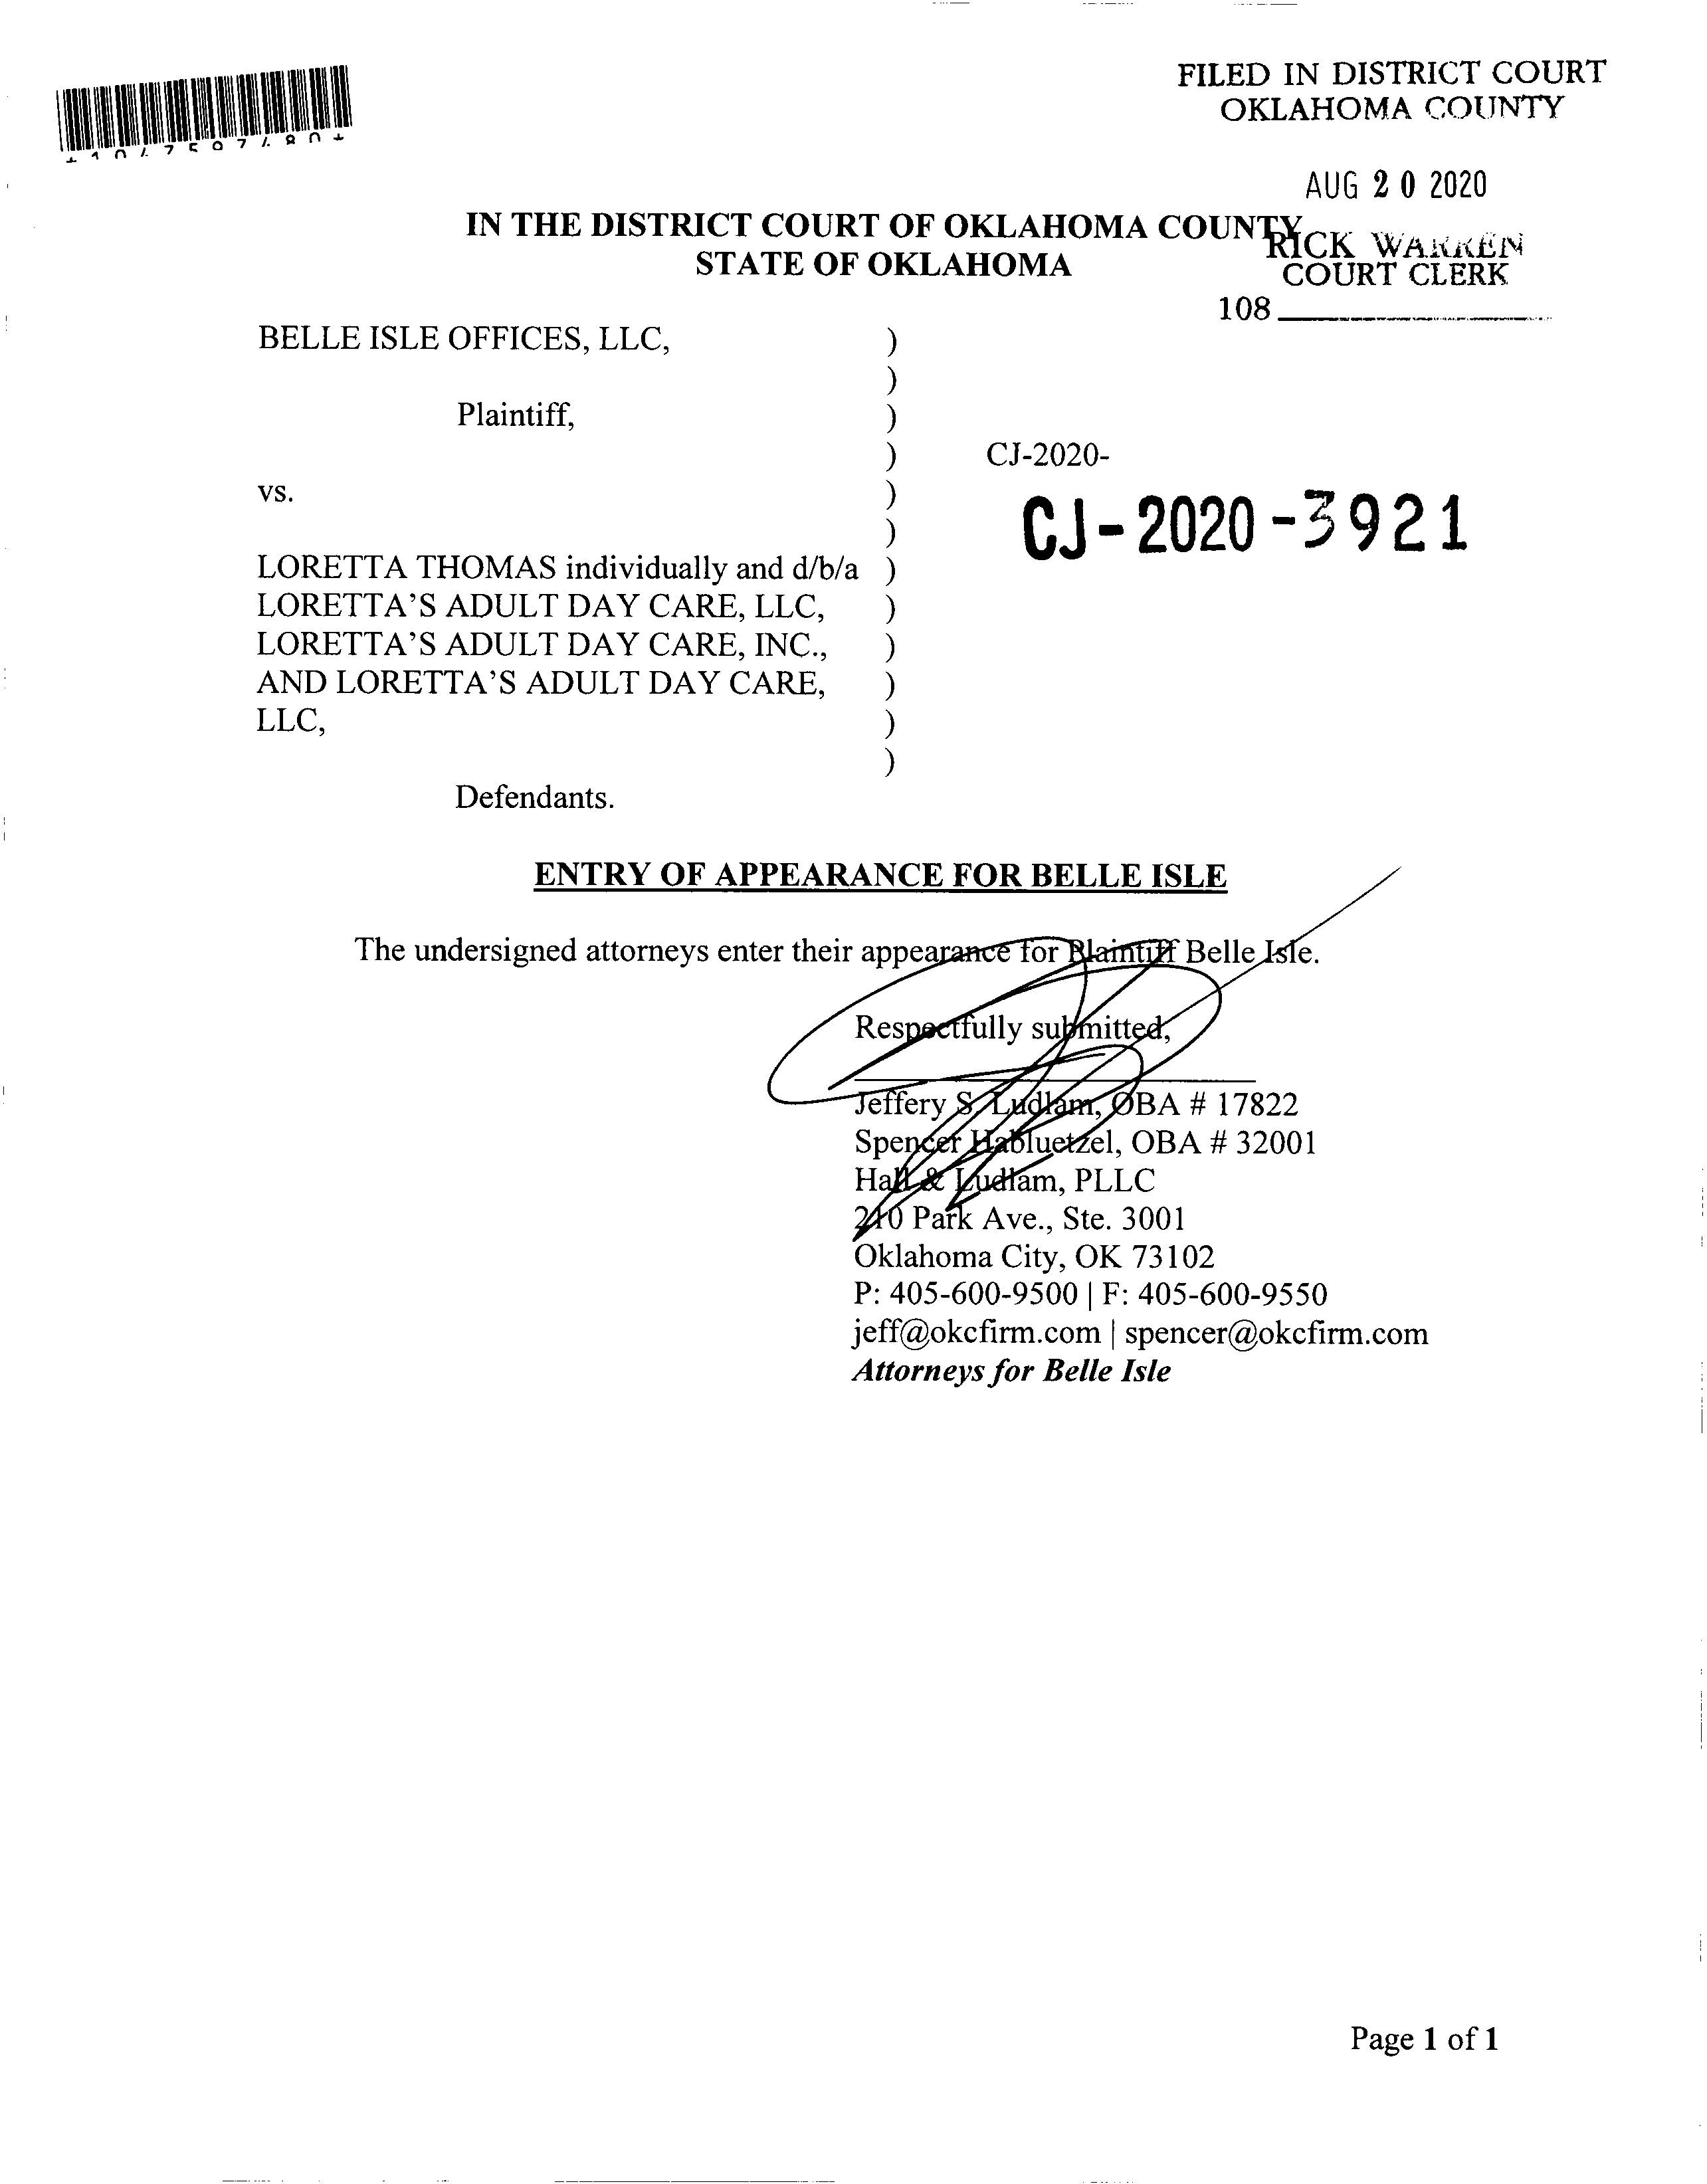 FILED IN DISTRICT COURT
OKLAHOMA COUNTY
AUG 20 2020
RICK WARREN
COURT CLERK
108
IN THE DISTRICT COURT OF OKLAHOMA COUNTY
STATE OF OKLAHOMA
BELLE ISLE OFFICES, LLC, )
)
Plaintiff, )
) CJ-2020-
vs. )
) CJ-2020-3921
LORETTA THOMAS individually and d/b/a )
LORETTA'S ADULT DAY CARE, LLC, )
LORETTA'S ADULT DAY CARE, INC., )
AND LORETTA'S ADULT DAY CARE, )
LLC, )
)
Defendants.
ENTRY OF APPEARANCE FOR BELLE ISLE
The undersigned attorneys enter their appearance for Plaintiff Belle Isle.
Respectfully submitted,
Jeffery S. Ludlam, OBA # 17822
Spencer Habluetzel, OBA # 32001
Hall & Ludlam, PLLC
210 Park Ave., Ste. 3001
Oklahoma City, OK 73102
P: 405-600-9500 | F: 405-600-9550
jeff@okcfirm.com | spencer@okcfirm.com
Attorneys for Belle Isle
Page 1 of 1